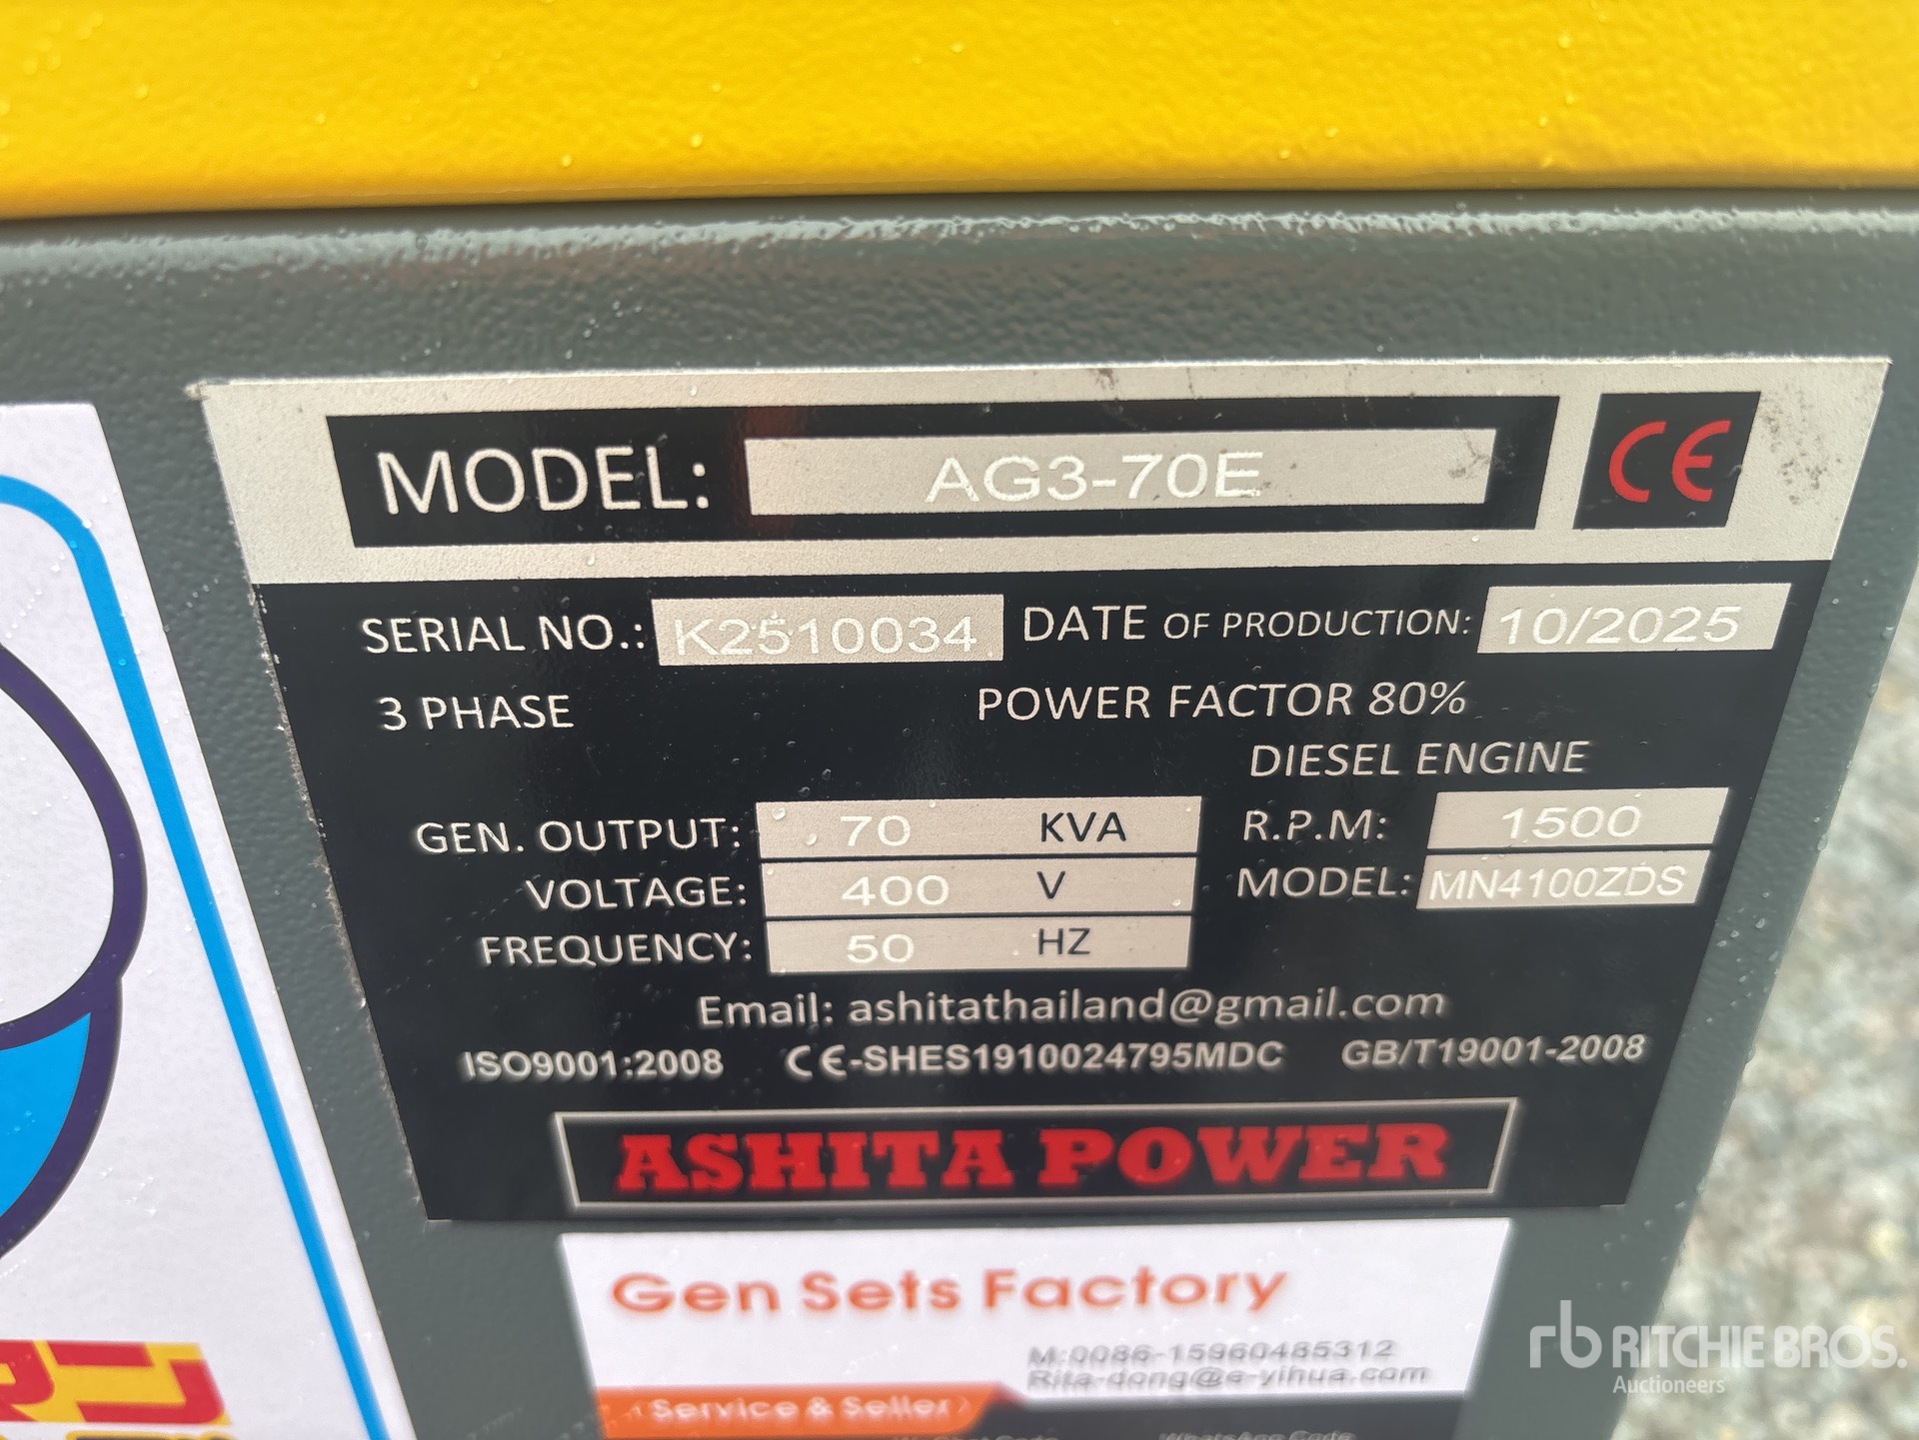 MODEL: AG3-70E CE
SERIAL NO.: K2510034 DATE OF PRODUCTION: 10/2025
3 PHASE POWER FACTOR 80%
DIESEL ENGINE
GEN. OUTPUT: 70 KVA R.P.M: 1500
VOLTAGE: 400 V MODEL: MN4100ZDS
FREQUENCY: 50 HZ
Email: ashitathailand@gmail.com
ISO9001:2008 CE-SHES1910024795MDC GB/T19001-2008
ASHITA POWER
Gen Sets Factory
M:0086-15960485312
Rita-dong@e-yihua.com
Service & Seller
rb RITCHIE BROS.
Auctioneers